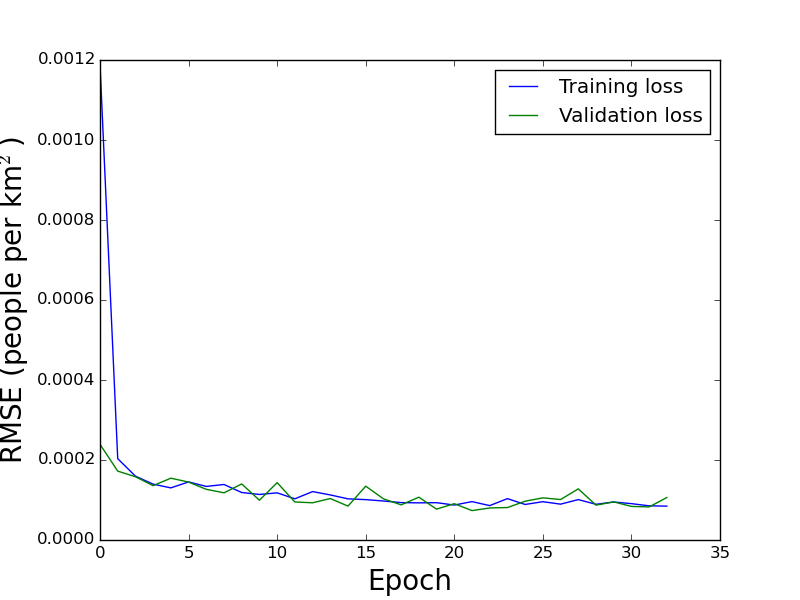 0.0012
0.0010
0.0008
0.0006
0.0004
0.0002
0.0000
RMSE (people per km²)
0 5 10 15 20 25 30 35
Epoch
Training loss
Validation loss